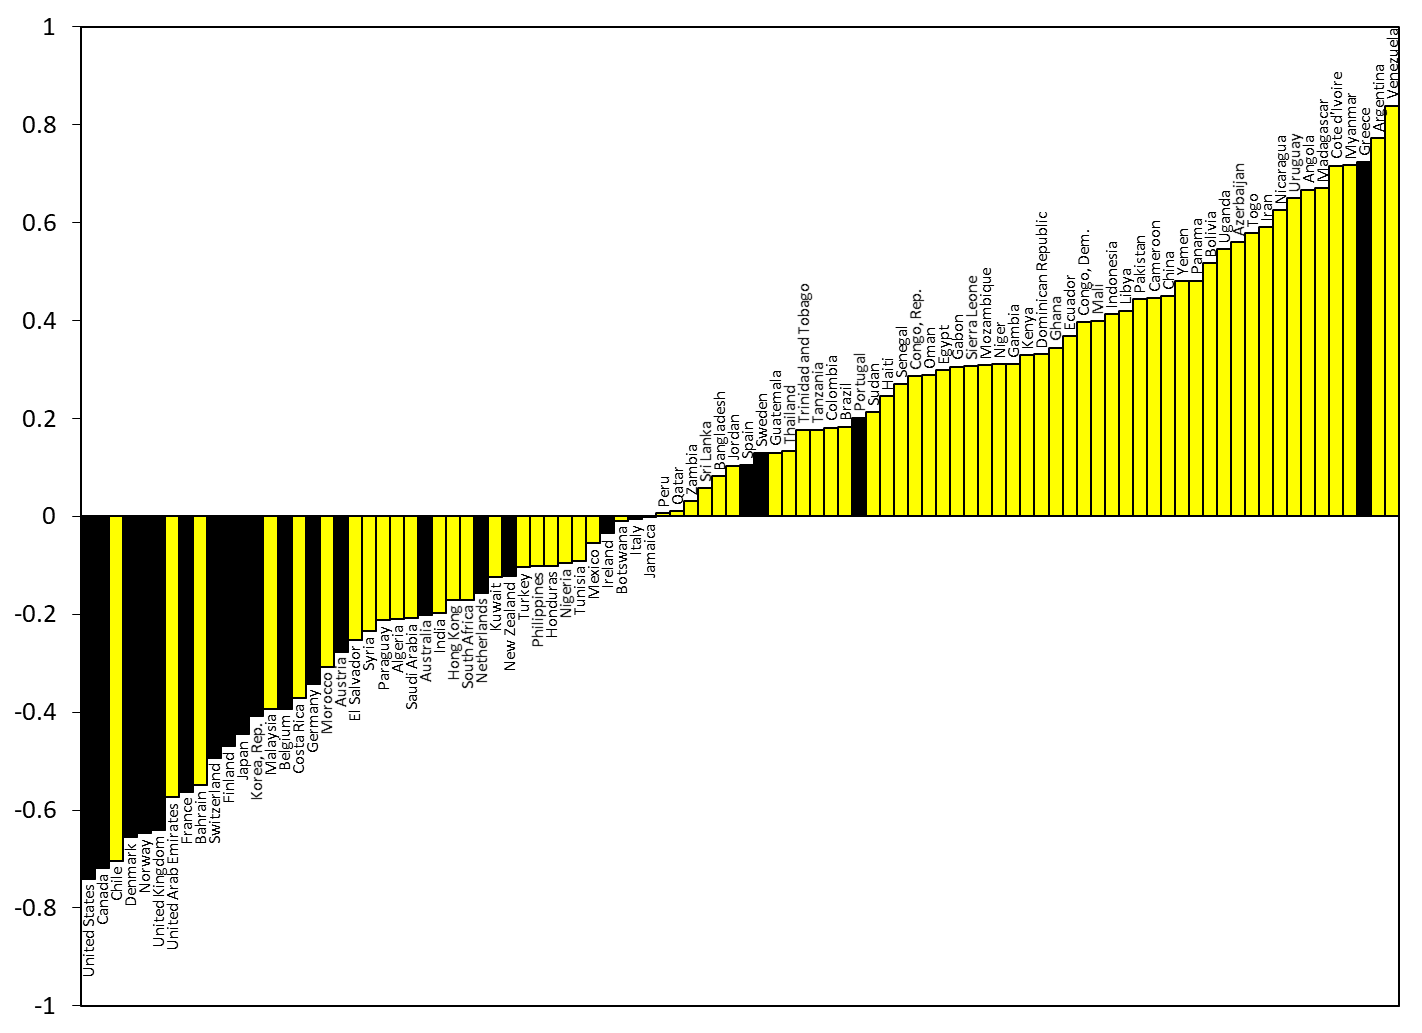 1
0.8
0.6
0.4
0.2
0
-0.2
-0.4
-0.6
-0.8
-1
United States
Canada
Chile
Denmark
Norway
United Kingdom
United Arab Emirates
France
Bahrain
Switzerland
Finland
Japan
Korea, Rep.
Malaysia
Belgium
Costa Rica
Germany
Morocco
Austria
El Salvador
Syria
Paraguay
Algeria
Saudi Arabia
Australia
India
Hong Kong
South Africa
Netherlands
Kuwait
New Zealand
Turkey
Philippines
Honduras
Nigeria
Tunisia
Mexico
Ireland
Botswana
Italy
Jamaica
Peru
Qatar
Zambia
Sri Lanka
Bangladesh
Jordan
Spain
Sweden
Guatemala
Thailand
Trinidad and Tobago
Tanzania
Colombia
Brazil
Portugal
Sudan
Haiti
Senegal
Congo, Rep.
Oman
Egypt
Gabon
Sierra Leone
Mozambique
Niger
Gambia
Kenya
Dominican Republic
Ghana
Ecuador
Congo, Dem.
Mali
Indonesia
Libya
Pakistan
Cameroon
China
Yemen
Panama
Bolivia
Uganda
Azerbaijan
Togo
Iran
Nicaragua
Uruguay
Angola
Madagascar
Cote d'Ivoire
Myanmar
Greece
Argentina
Venezuela